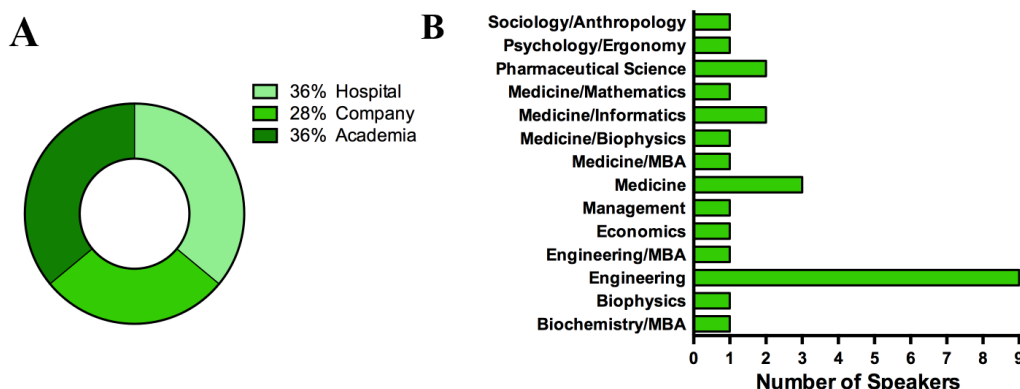 A
36% Hospital
28% Company
36% Academia
B
Sociology/Anthropology
Psychology/Ergonomy
Pharmaceutical Science
Medicine/Mathematics
Medicine/Informatics
Medicine/Biophysics
Medicine/MBA
Medicine
Management
Economics
Engineering/MBA
Engineering
Biophysics
Biochemistry/MBA
0 1 2 3 4 5 6 7 8 9
Number of Speakers